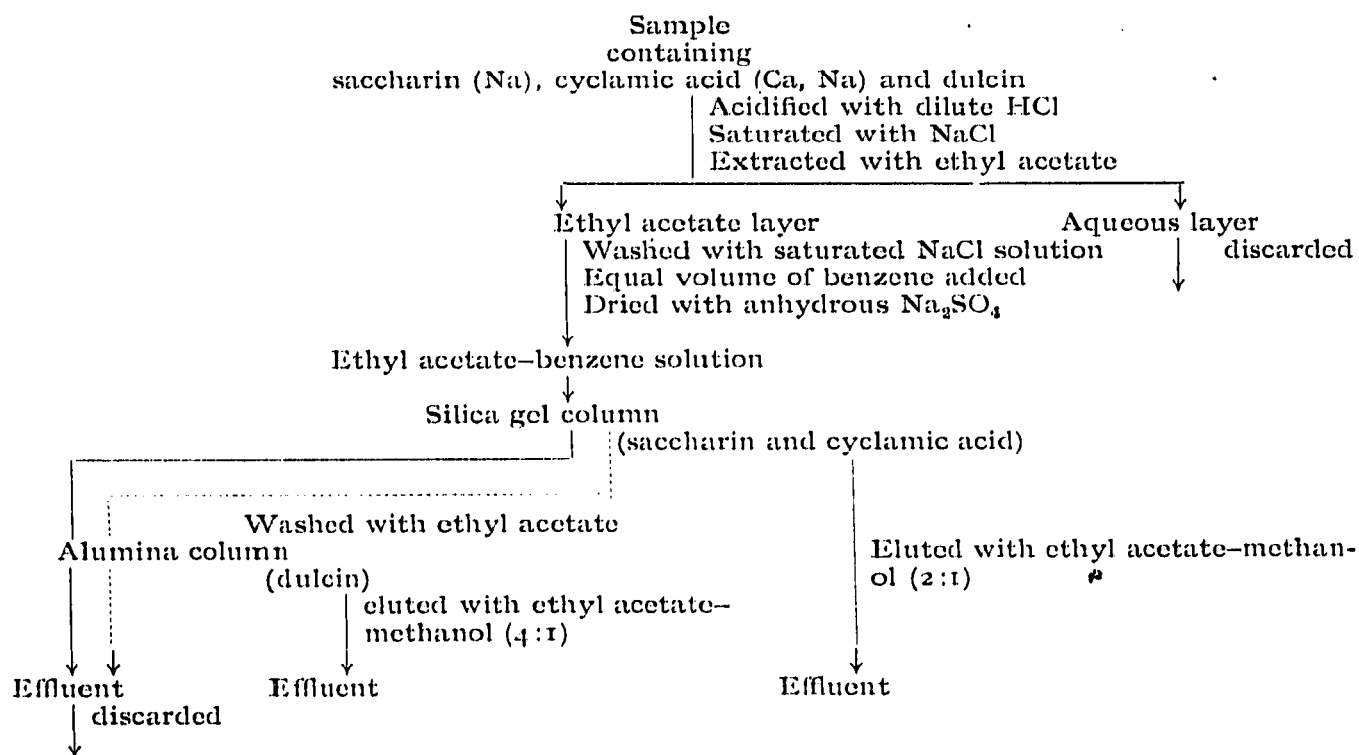 Sample
containing
saccharin (Na), cyclamic acid (Ca, Na) and dulcin
Acidified with dilute HCl
Saturated with NaCl
Extracted with ethyl acetate
Ethyl acetate layer
Aqueous layer
Washed with saturated NaCl solution
discarded
Equal volume of benzene added
Dried with anhydrous Na₂SO₄
Ethyl acetate–benzene solution
Silica gel column
(saccharin and cyclamic acid)
Washed with ethyl acetate
Alumina column
(dulcin)
eluted with ethyl acetate–
methanol (4:1)
Eluted with ethyl acetate–methan-
ol (2:1)
Effluent
discarded
Effluent
Effluent